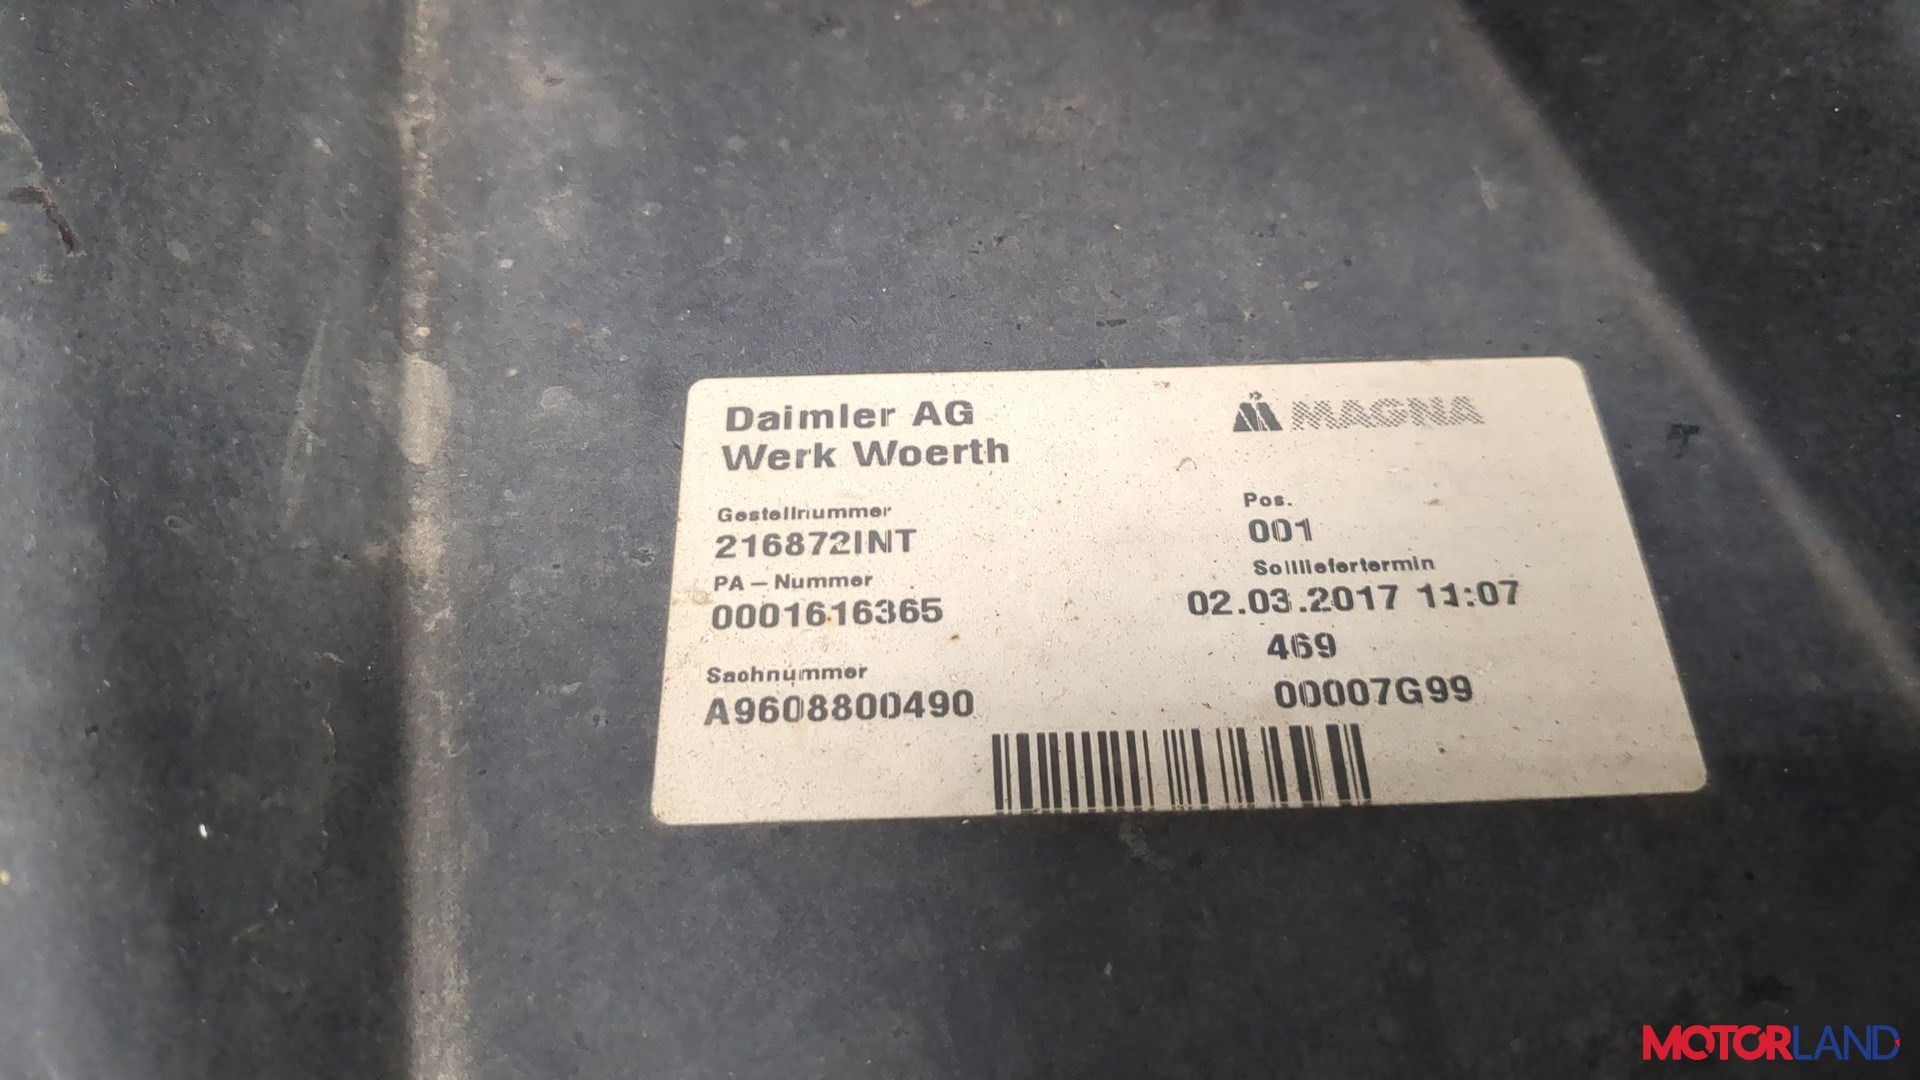 Daimler AG
Werk Woerth
MAGNA
Gestellnummer
216872INT
Pos.
001
PA – Nummer
0001616365
Sollliefertermin
02.03.2017 11:07
469
Sachnummer
A9608800490
00007G99
MOTORLAND